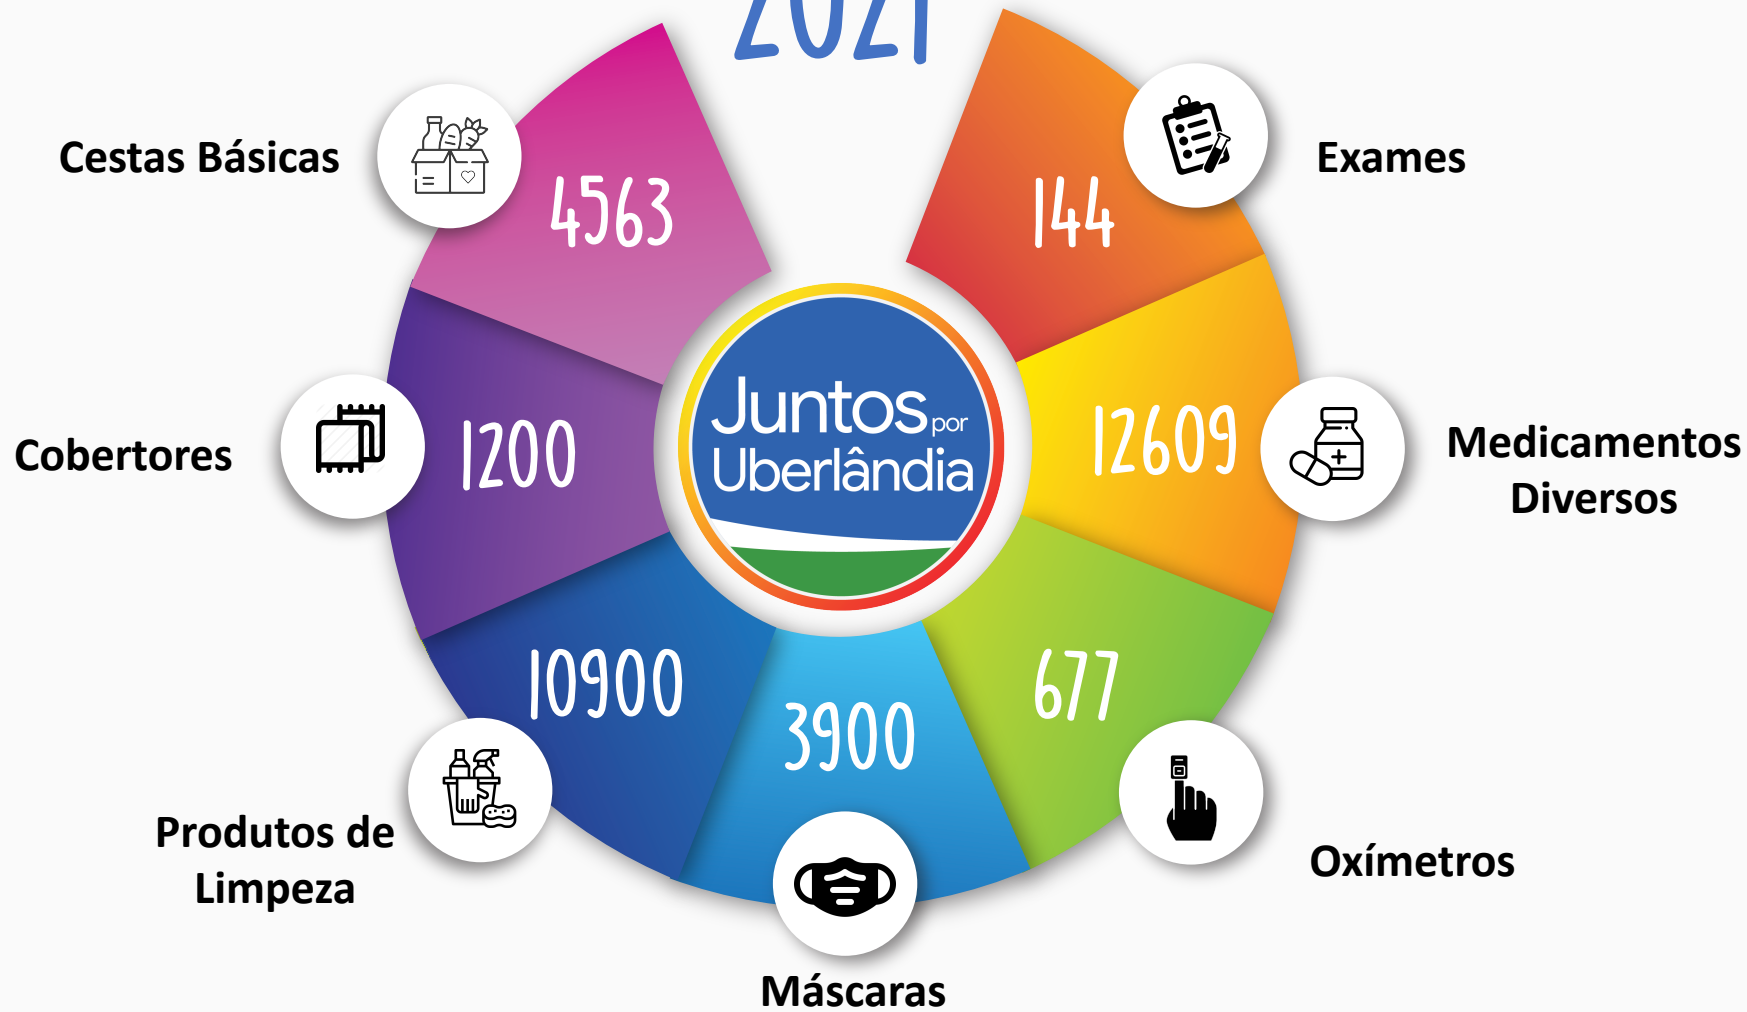 2021
Cestas Básicas
4563
144
Exames
Cobertores
1200
Juntos por
Uberlândia
12609
Medicamentos
Diversos
10900
3900
677
Produtos de
Limpeza
Oxímetros
Máscaras